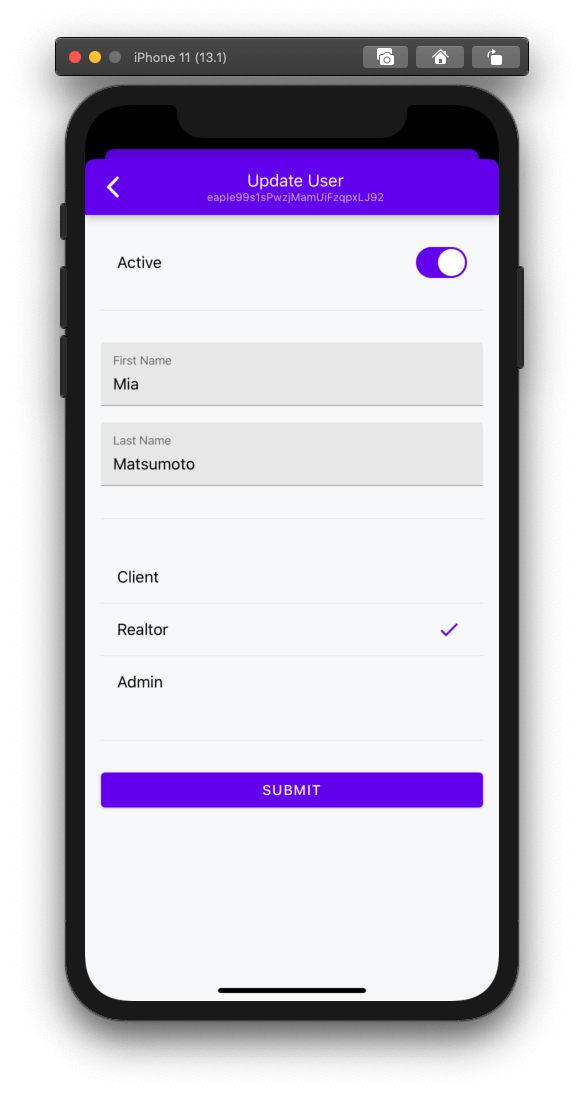 iPhone 11 (13.1)
Update User
eaple99s1sPwzjMamUiFzqpxLJ92
Active
First Name
Mia
Last Name
Matsumoto
Client
Realtor
Admin
SUBMIT